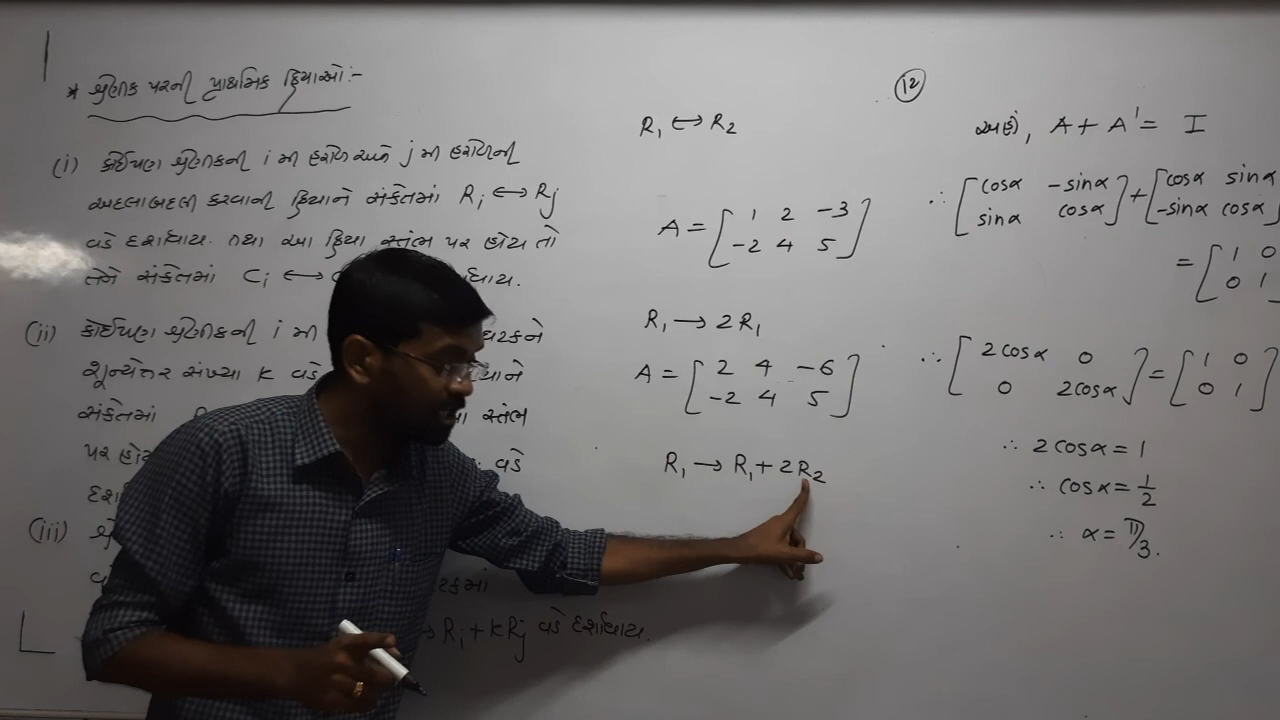 * શ્રેણીક પરની પ્રાથમિક ક્રિયાઓ:-
(i) કોઈપણ શ્રેણીકની i મી હરોળ અને j મી હરોળની
અદલાબદલી કરવાની ક્રિયાને સંકેતમાં Ri ↔ Rj
વડે દર્શાવાય. તથા આ ક્રિયા સ્તંભ પર હોય તો
તેને સંકેતમાં Ci ↔
(ii) કોઈપણ શ્રેણીકની i મી ઘટકને
શૂન્યેત્તર સંખ્યા K વડે
સંકેતમાં સ્તંભ
પર હોય વડે
(iii)
Ri + KRj વડે દર્શાવાય.
R1 ↔ R2
A = [ 1 2 -3
-2 4 5 ]
R1 → 2R1
A = [ 2 4 -6
-2 4 5 ]
R1 → R1 + 2R2
12
અહીં, A + A' = I
∴ [ cosα -sinα
sinα cosα ] + [ cosα sinα
-sinα cosα
= [ 1 0
0 1
∴ [ 2cosα 0
0 2cosα ] = [ 1 0
0 1 ]
∴ 2cosα = 1
∴ cosα = 1/2
∴ α = π/3.